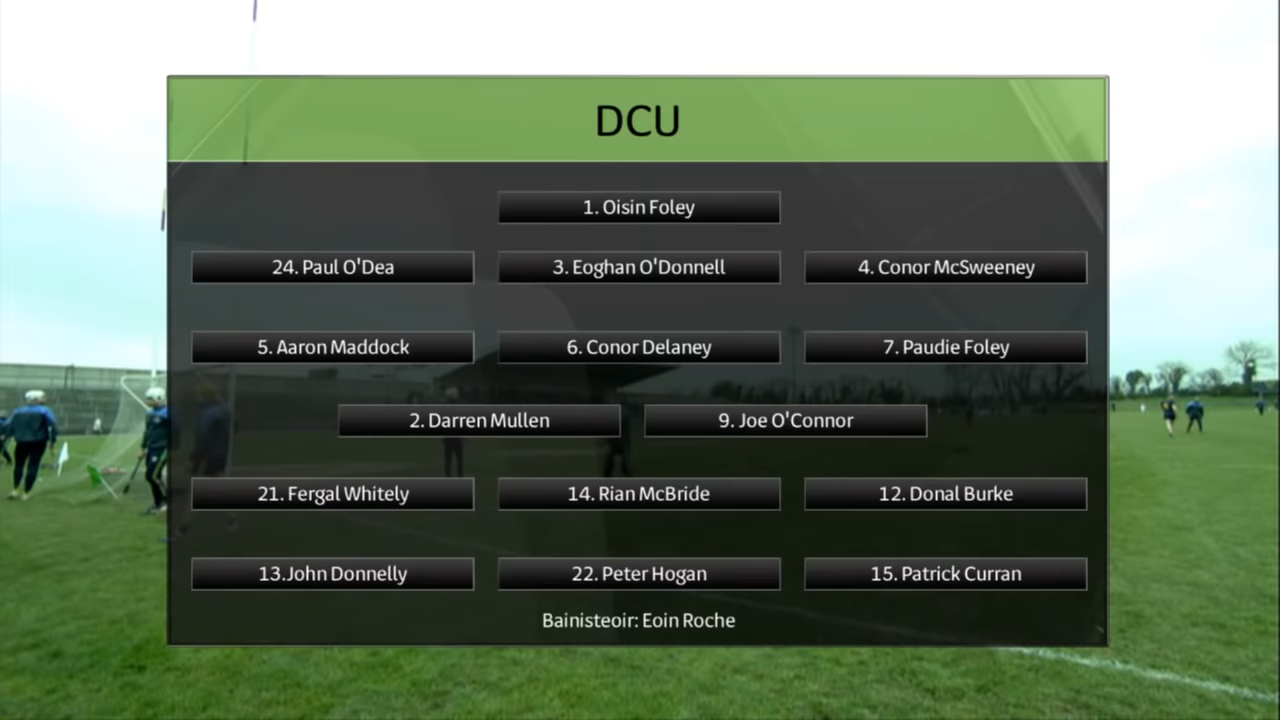 DCU
1. Oisin Foley
24. Paul O'Dea
3. Eoghan O'Donnell
4. Conor McSweeney
5. Aaron Maddock
6. Conor Delaney
7. Paudie Foley
2. Darren Mullen
9. Joe O'Connor
21. Fergal Whitely
14. Rian McBride
12. Donal Burke
13.John Donnelly
22. Peter Hogan
15. Patrick Curran
Bainisteoir: Eoin Roche